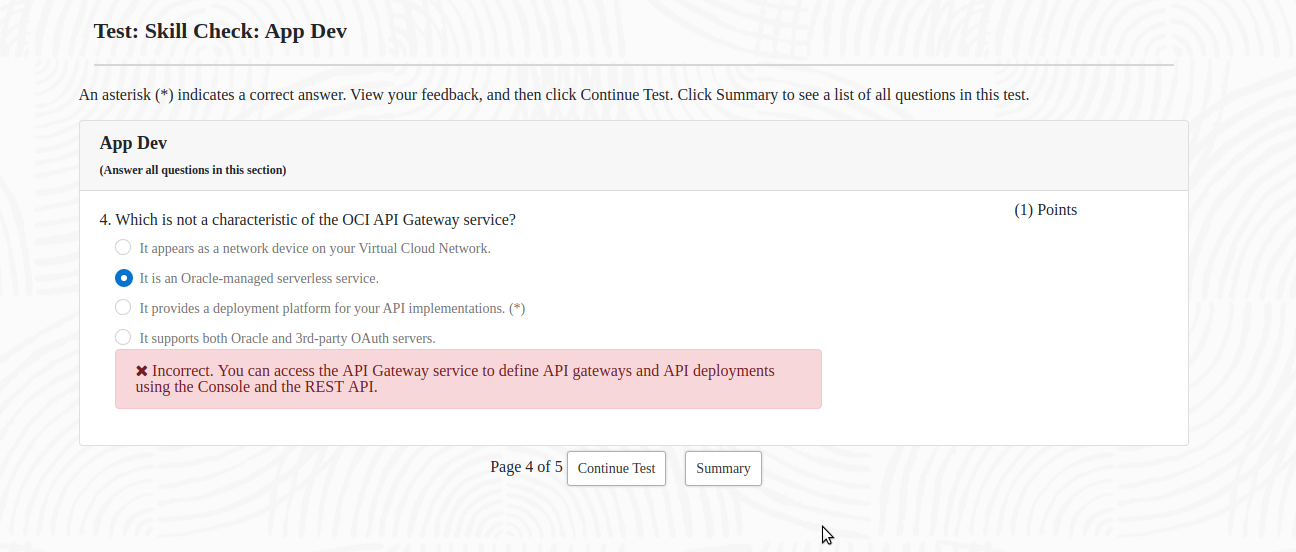 Test: Skill Check: App Dev
An asterisk (*) indicates a correct answer. View your feedback, and then click Continue Test. Click Summary to see a list of all questions in this test.
App Dev
(Answer all questions in this section)
4. Which is not a characteristic of the OCI API Gateway service?
(1) Points
It appears as a network device on your Virtual Cloud Network.
It is an Oracle-managed serverless service.
It provides a deployment platform for your API implementations. (*)
It supports both Oracle and 3rd-party OAuth servers.
✖ Incorrect. You can access the API Gateway service to define API gateways and API deployments
using the Console and the REST API.
Page 4 of 5 Continue Test Summary